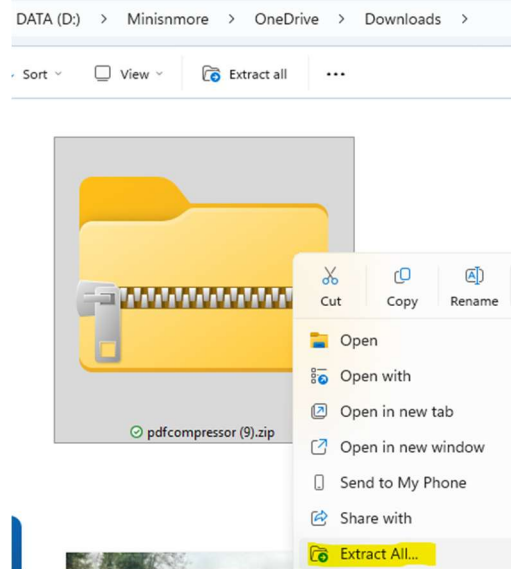 DATA (D:) > Minisnmore > OneDrive > Downloads >
Sort View Extract all ...
pdfcompressor (9).zip
Cut Copy Rename
Open
Open with
Open in new tab
Open in new window
Send to My Phone
Share with
Extract All...